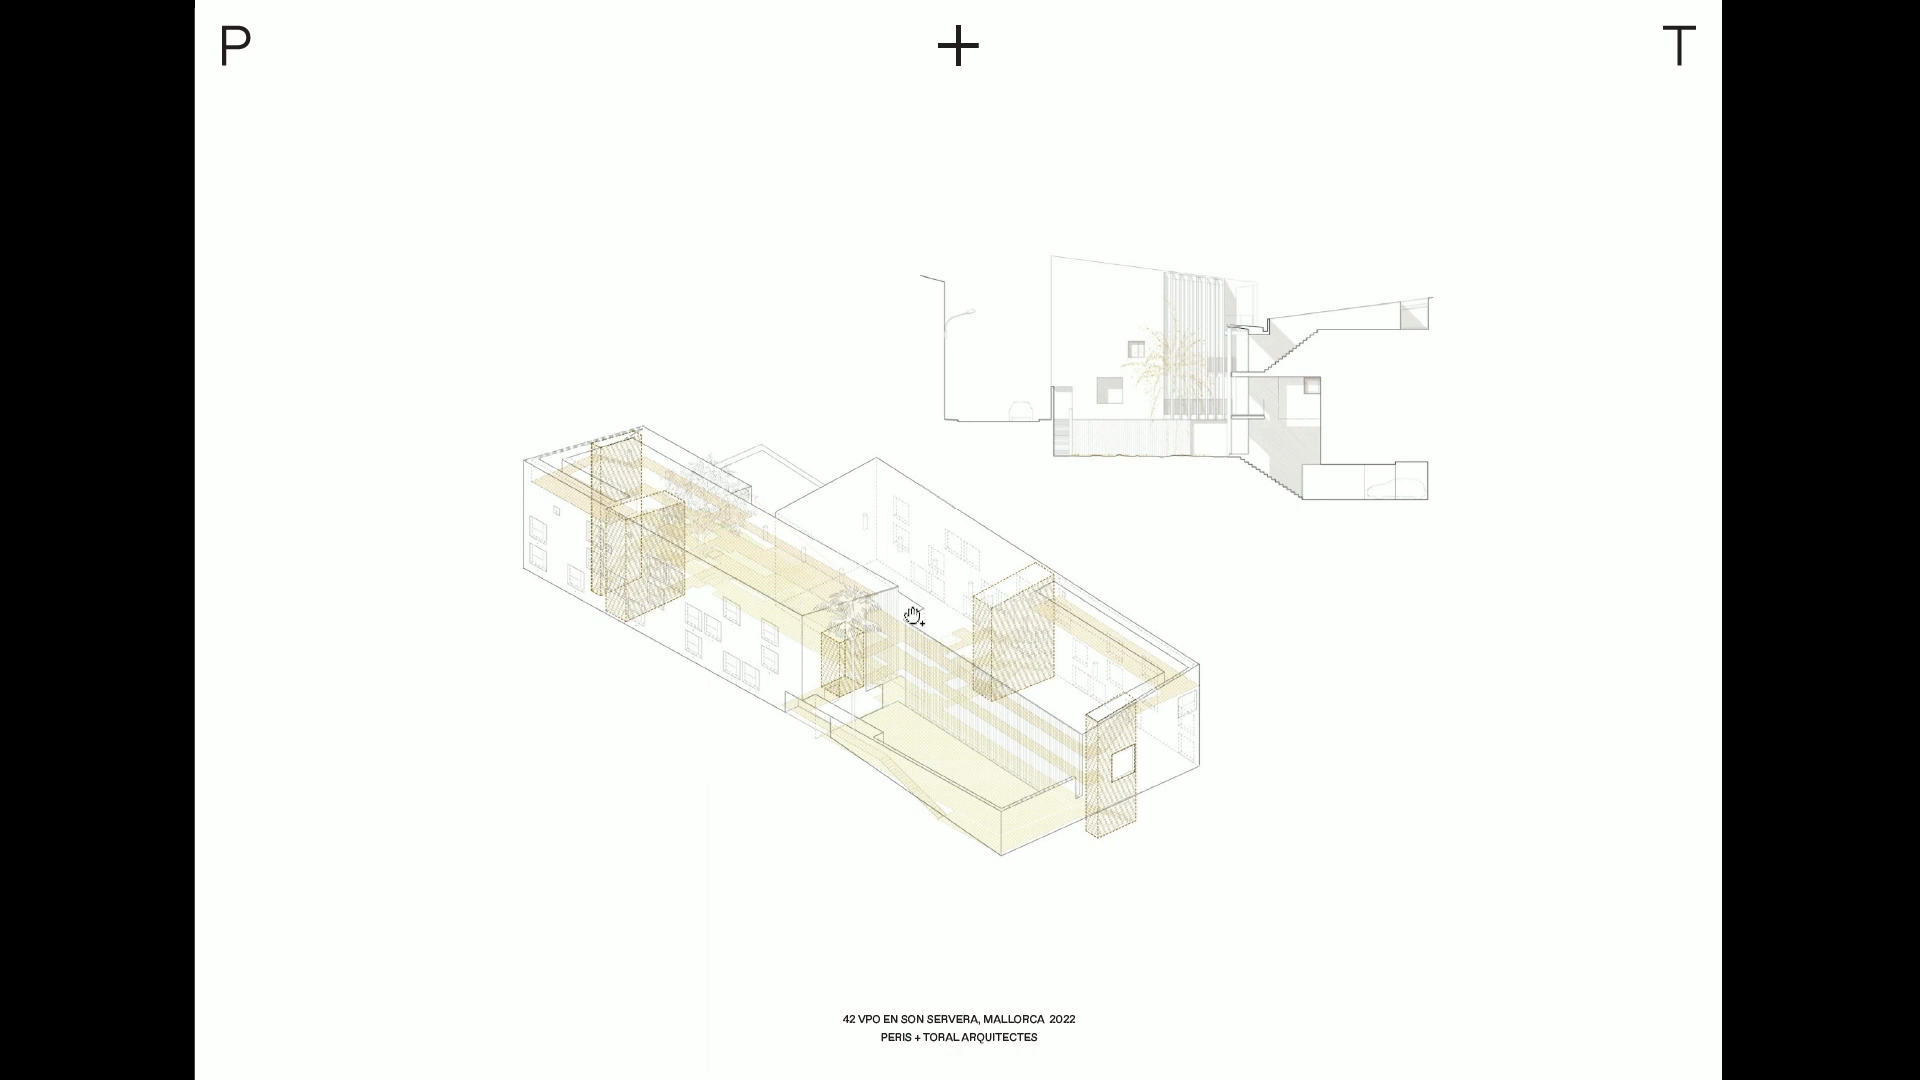 P + T
42 VPO EN SON SERVERA, MALLORCA 2022
PERIS + TORAL ARQUITECTES